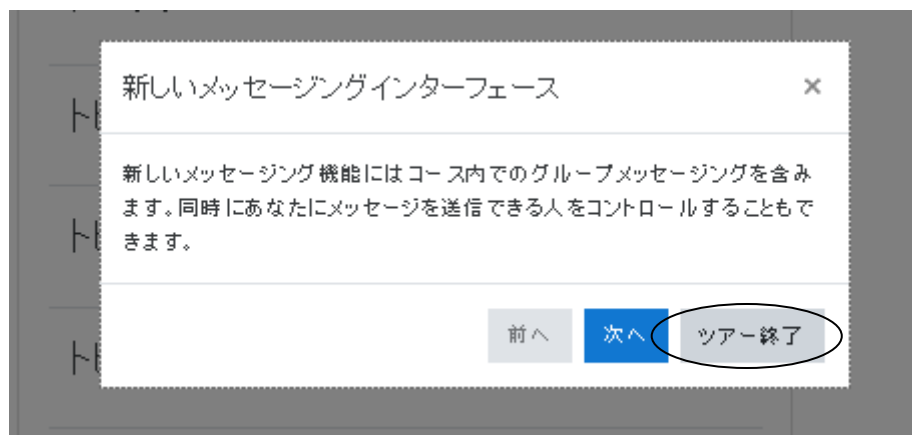 新しいメッセージングインターフェース ×
新しいメッセージング機能にはコース内でのグループメッセージングを含み
ます。同時にあなたにメッセージを送信できる人をコントロールすることもで
きます。
前へ 次へ ツアー終了